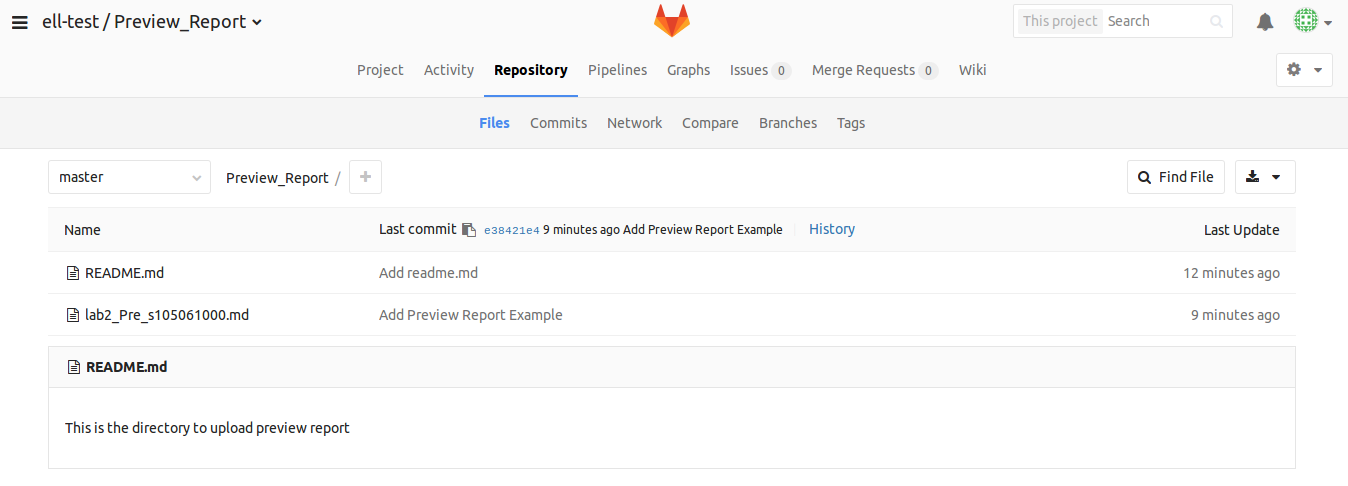 ell-test / Preview_Report
This project Search
Project Activity Repository Pipelines Graphs Issues 0 Merge Requests 0 Wiki
Files Commits Network Compare Branches Tags
master Preview_Report / + Find File
Name Last commit e38421e4 9 minutes ago Add Preview Report Example History Last Update
README.md Add readme.md 12 minutes ago
lab2_Pre_s105061000.md Add Preview Report Example 9 minutes ago
README.md
This is the directory to upload preview report